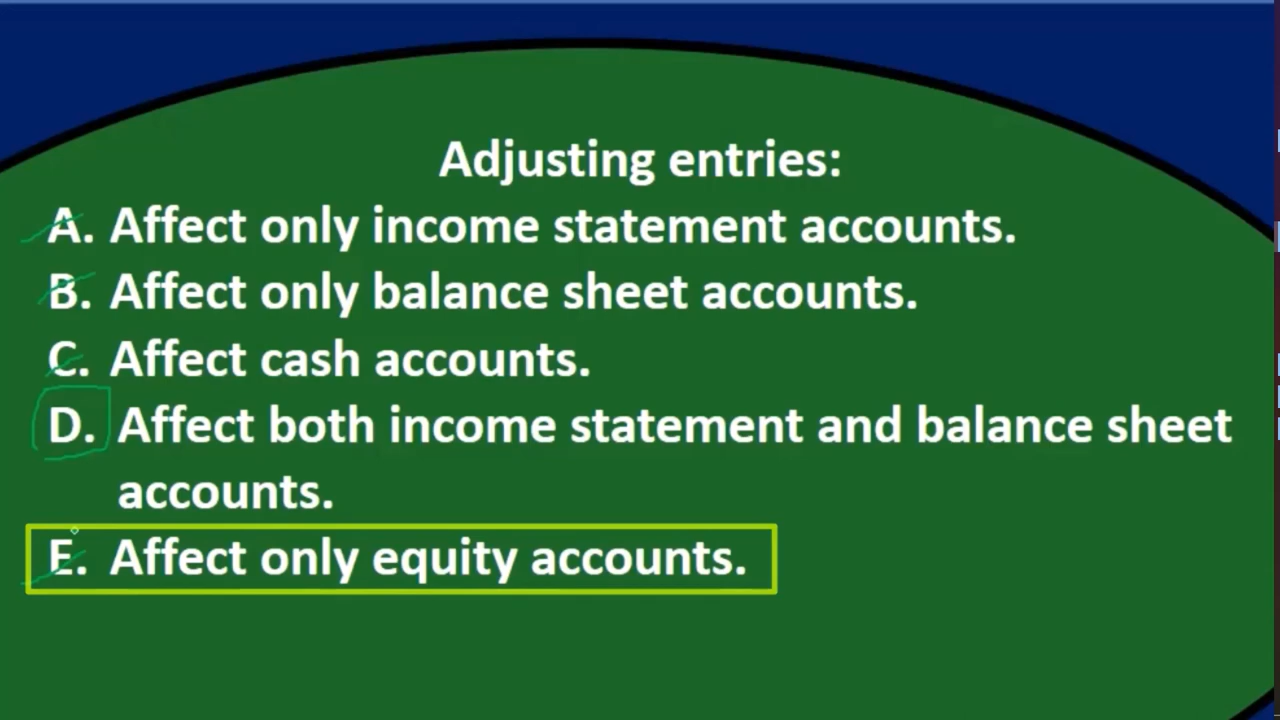 Adjusting entries:
A. Affect only income statement accounts.
B. Affect only balance sheet accounts.
C. Affect cash accounts.
D. Affect both income statement and balance sheet
accounts.
E. Affect only equity accounts.